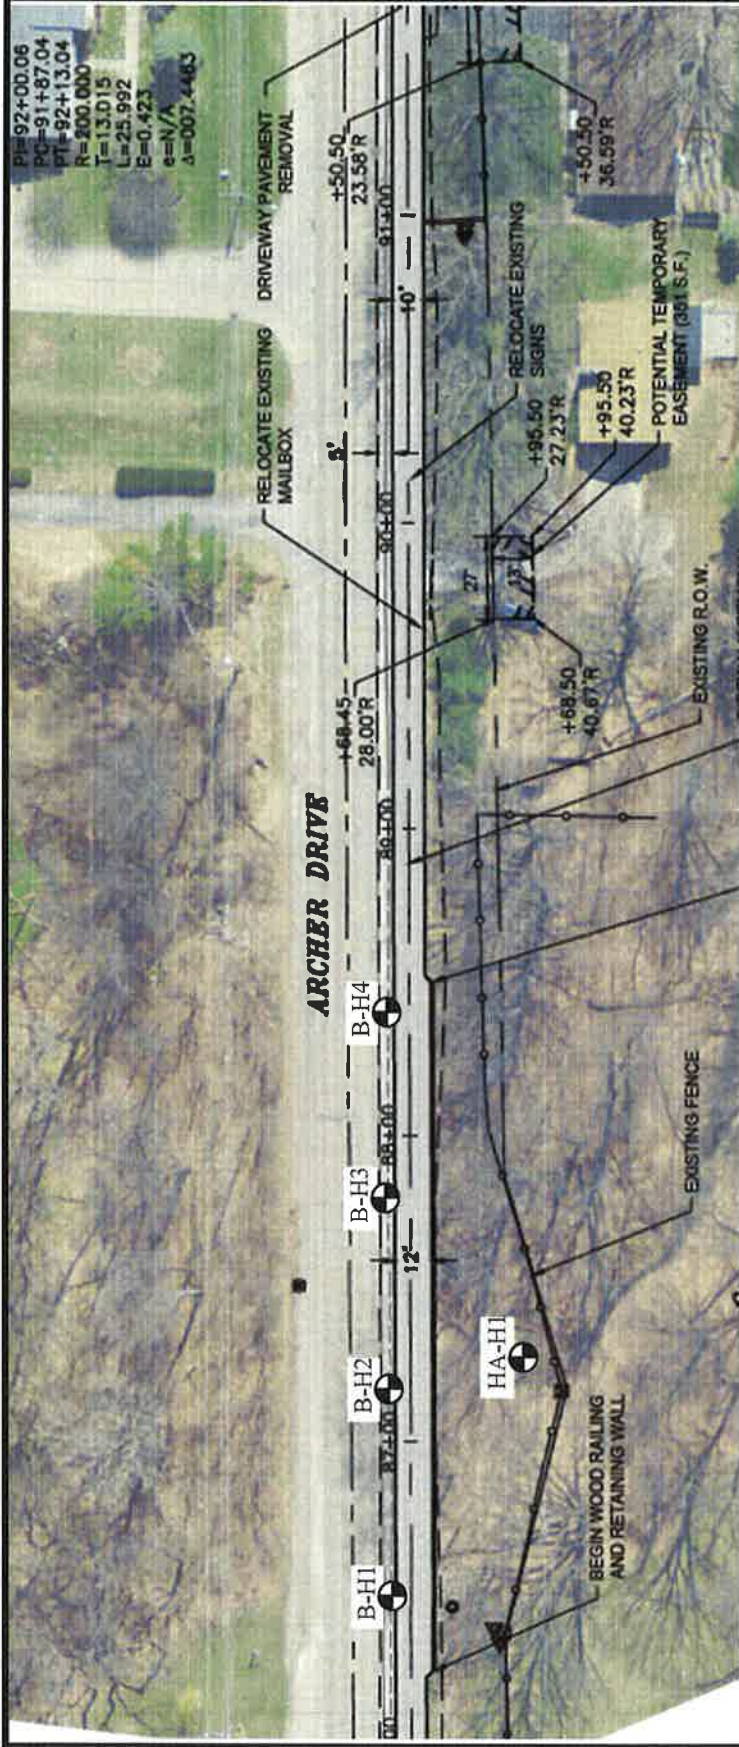 PI=92+00.06
PC=91+87.04
PT=92+13.04
R=200.000
T=13.015
L=25.992
E=0.423
e=N/A
Δ=007.4463
DRIVEWAY PAVEMENT
REMOVAL
RELOCATE EXISTING
MAILBOX
+50.50
23.58'R
5'
91+00
10'
90+00
RELOCATE EXISTING
SIGNS
+50.50
36.59'R
+95.50
27.23'R
+95.50
40.23'R
POTENTIAL TEMPORARY
EASEMENT (351 S.F.)
27'
13'
+68.45
28.00'R
+68.50
40.67'R
EXISTING R.O.W.
ARCHER DRIVE
89+00
B-H4
88+00
B-H3
12'
EXISTING FENCE
HA-H1
B-H2
87+00
B-H1
BEGIN WOOD RAILING
AND RETAINING WALL
00